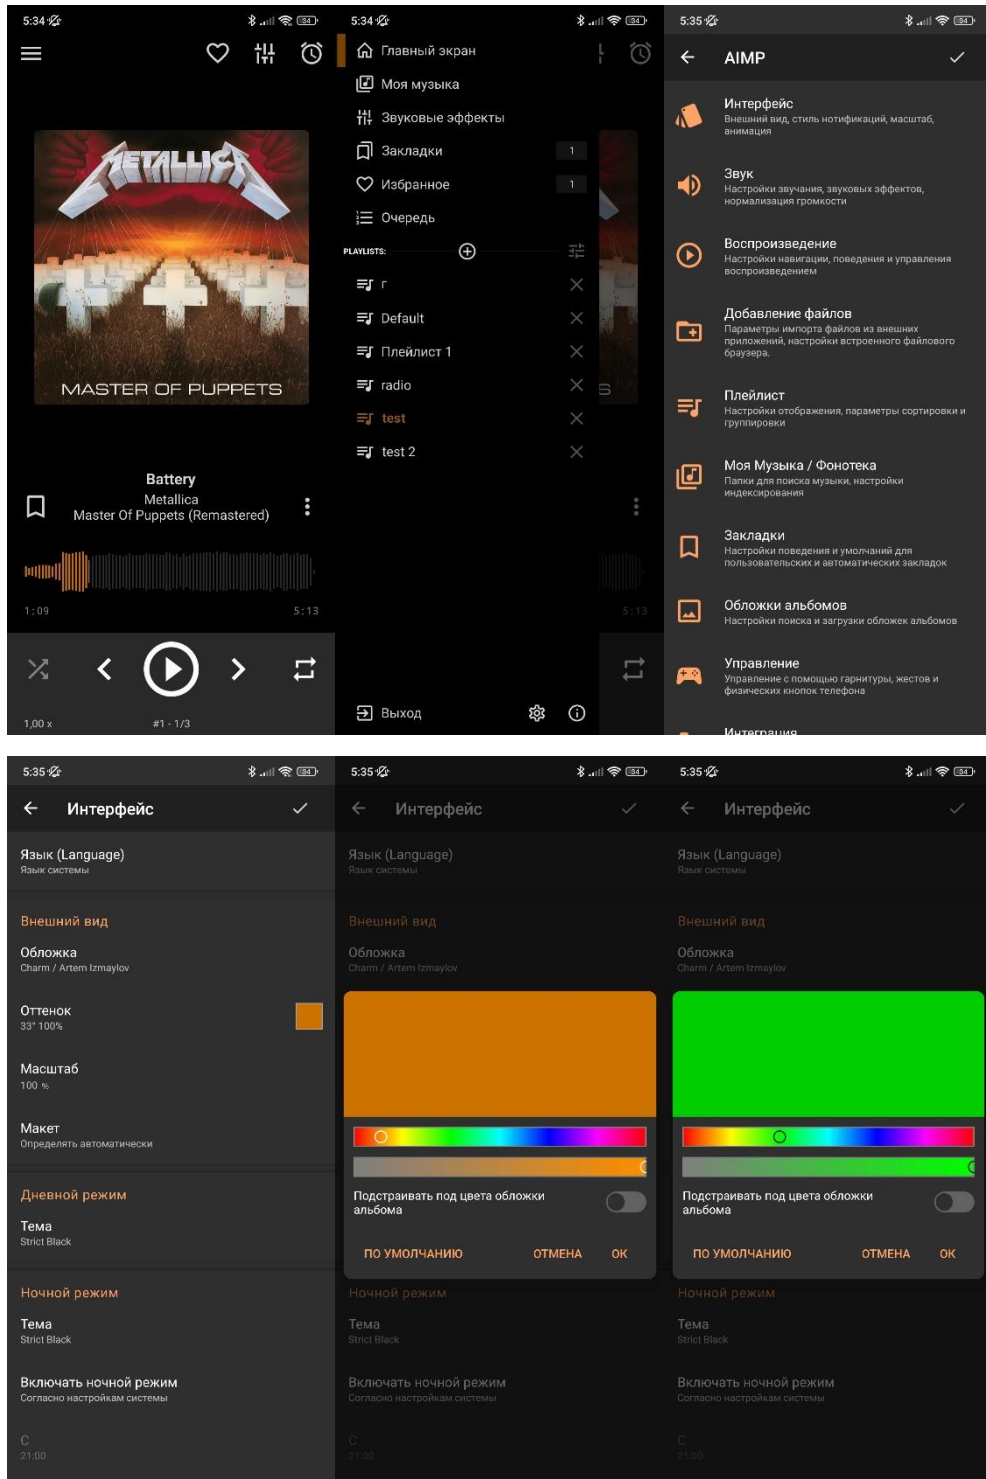 5:34
34
METALLICA
MASTER OF PUPPETS
Battery
Metallica
Master Of Puppets (Remastered)
1:09
5:13
1,00 x
#1 - 1/3
5:34
34
Главный экран
Моя музыка
Звуковые эффекты
Закладки
1
Избранное
1
Очередь
PLAYLISTS:
г
Default
Плейлист 1
radio
test
test 2
S
5:13
Выход
5:35
34
AIMP
Интерфейс
Внешний вид, стиль нотификаций, масштаб,
анимация
Звук
Настройки звучания, звуковых эффектов,
нормализация громкости
Воспроизведение
Настройки навигации, поведения и управления
воспроизведением
Добавление файлов
Параметры импорта файлов из внешних
приложений, настройки встроенного файлового
браузера.
Плейлист
Настройки отображения, параметры сортировки и
группировки
Моя Музыка / Фонотека
Папки для поиска музыки, настройки
индексирования
Закладки
Настройки поведения и умолчаний для
пользовательских и автоматических закладок
Обложки альбомов
Настройки поиска и загрузки обложек альбомов
Управление
Управление с помощью гарнитуры, жестов и
физических кнопок телефона
Интеграция
5:35
34
Интерфейс
Язык (Language)
Язык системы
Внешний вид
Обложка
Charm / Artem Izmaylov
Оттенок
33° 100%
Масштаб
100 %
Макет
Определять автоматически
Дневной режим
Тема
Strict Black
Ночной режим
Тема
Strict Black
Включать ночной режим
Согласно настройкам системы
С
21:00
5:35
34
Интерфейс
Язык (Language)
Язык системы
Внешний вид
Обложка
Charm / Artem Izmaylov
Подстраивать под цвета обложки
альбома
ПО УМОЛЧАНИЮ
ОТМЕНА
ОК
Ночной режим
Тема
Strict Black
Включать ночной режим
Согласно настройкам системы
С
21:00
5:35
34
Интерфейс
Язык (Language)
Язык системы
Внешний вид
Обложка
Charm / Artem Izmaylov
Подстраивать под цвета обложки
альбома
ПО УМОЛЧАНИЮ
ОТМЕНА
ОК
Ночной режим
Тема
Strict Black
Включать ночной режим
Согласно настройкам системы
С
21:00